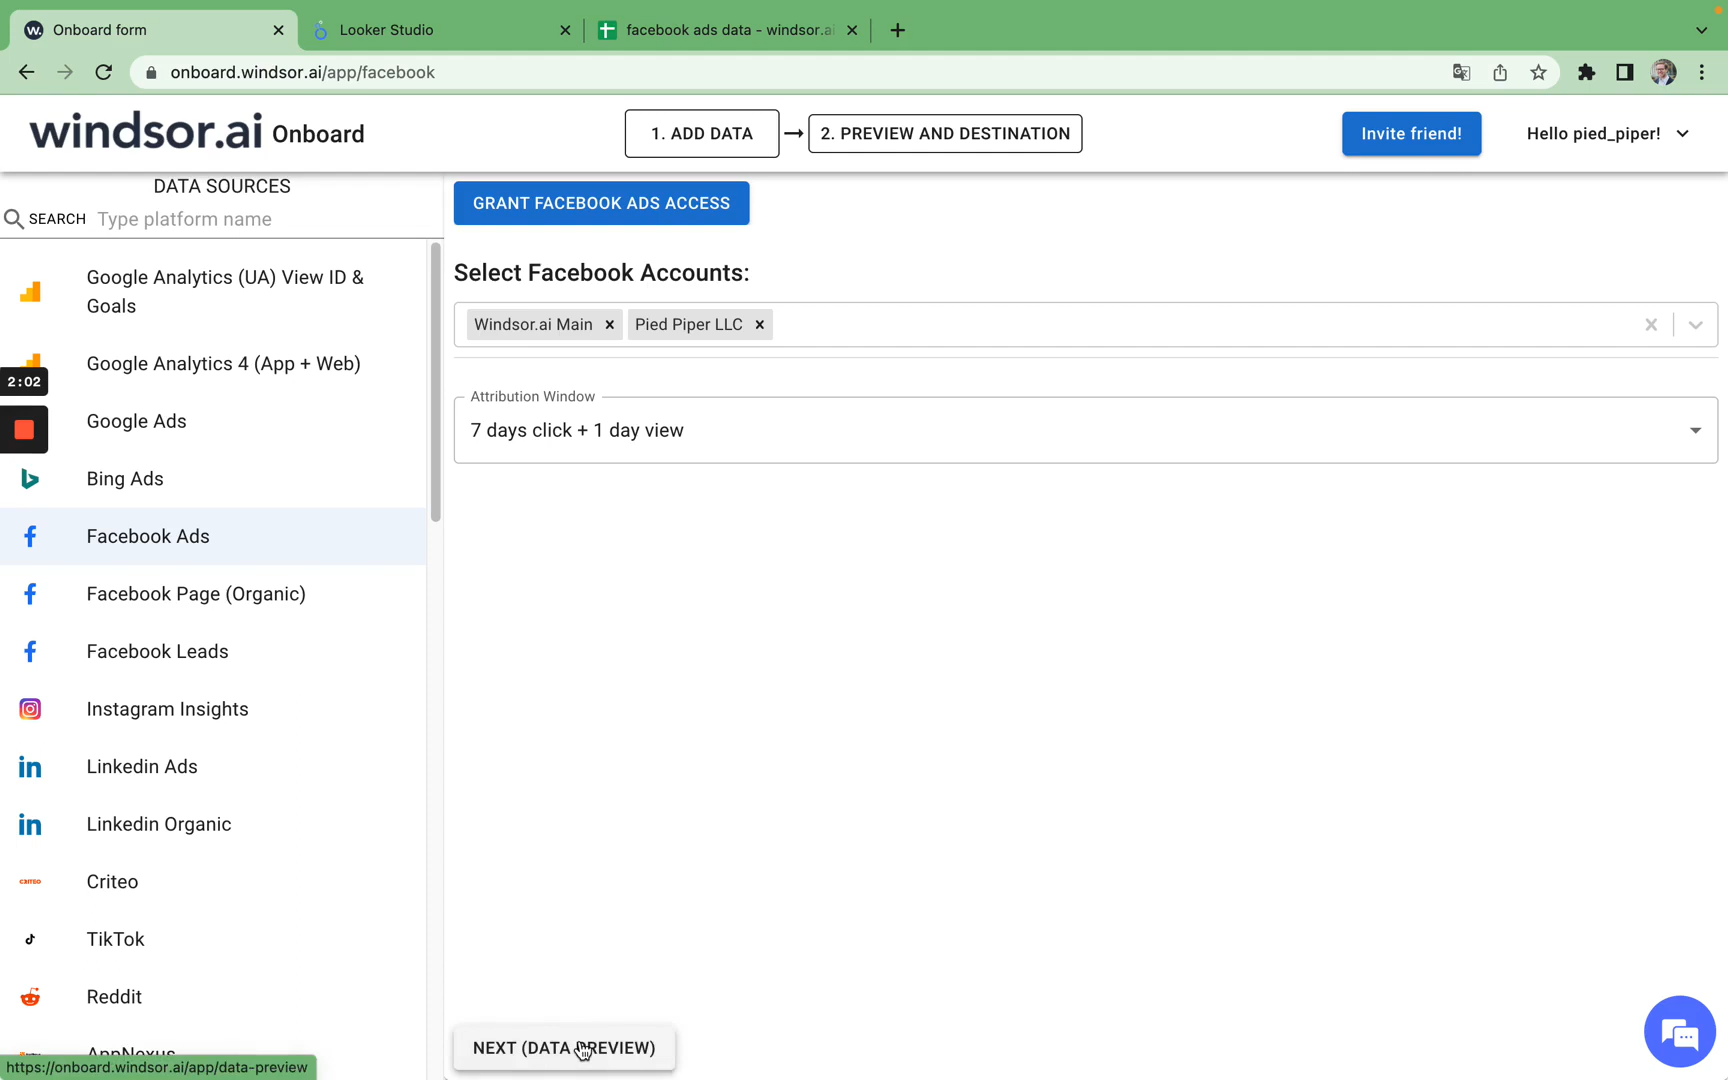 Onboard form
Looker Studio
facebook ads data - windsor.ai
onboard.windsor.ai/app/facebook
windsor.ai Onboard
1. ADD DATA
2. PREVIEW AND DESTINATION
Invite friend!
Hello pied_piper!
DATA SOURCES
SEARCH Type platform name
Google Analytics (UA) View ID &
Goals
Google Analytics 4 (App + Web)
2:02
Google Ads
Bing Ads
Facebook Ads
Facebook Page (Organic)
Facebook Leads
Instagram Insights
Linkedin Ads
Linkedin Organic
CRITEO
Criteo
TikTok
Reddit
AppNexus
https://onboard.windsor.ai/app/data-preview
GRANT FACEBOOK ADS ACCESS
Select Facebook Accounts:
Windsor.ai Main
Pied Piper LLC
Attribution Window
7 days click + 1 day view
NEXT (DATA PREVIEW)